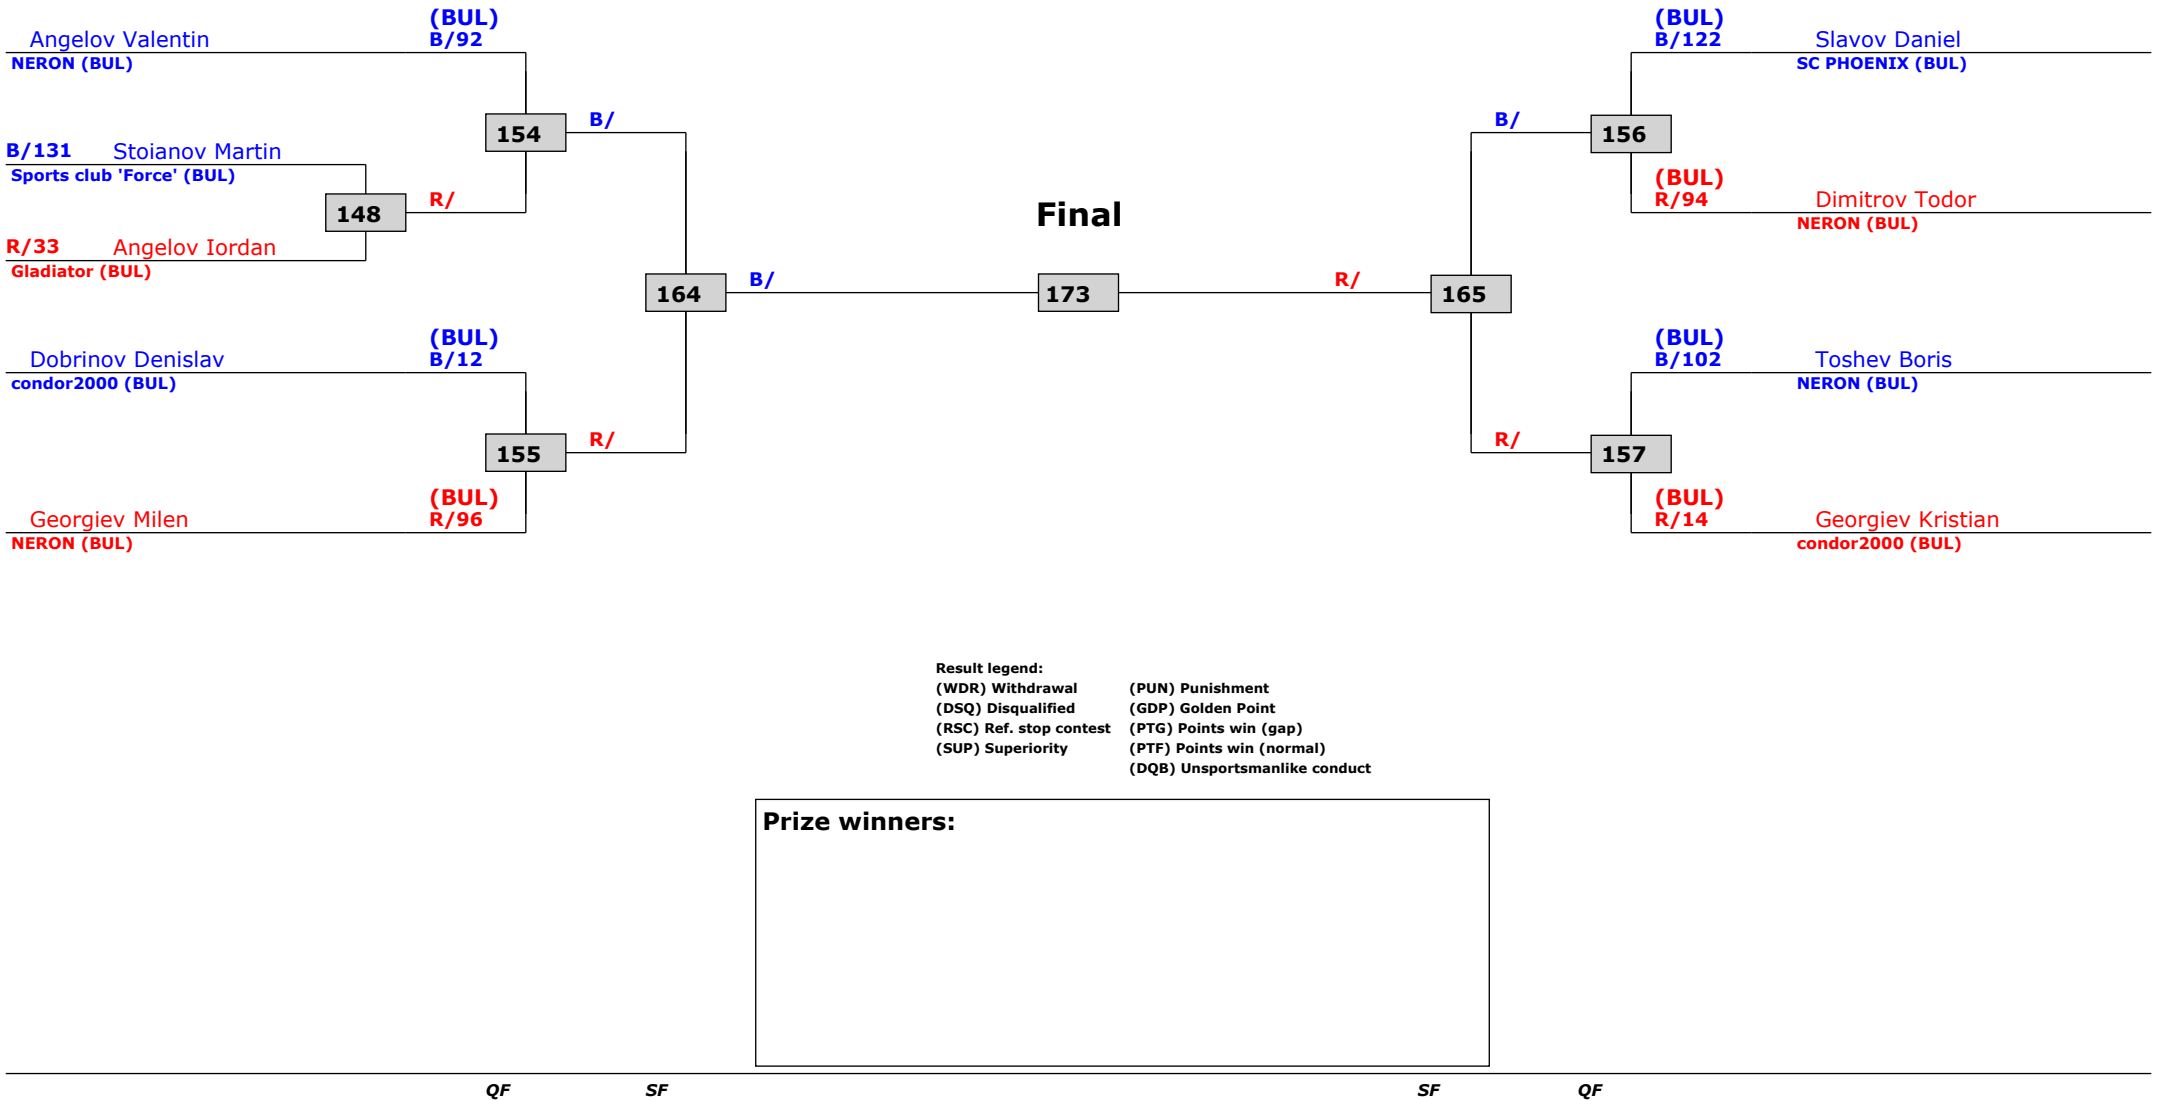 (BUL)
Angelov Valentin B/92
NERON (BUL)
154
B/
B/131 Stoianov Martin
Sports club 'Force' (BUL)
148
R/
R/33 Angelov Iordan
Gladiator (BUL)
164
B/
(BUL)
Dobrinov Denislav B/12
condor2000 (BUL)
155
R/
(BUL)
Georgiev Milen R/96
NERON (BUL)
Final
173
(BUL)
B/122 Slavov Daniel
SC PHOENIX (BUL)
B/
156
(BUL)
R/94 Dimitrov Todor
NERON (BUL)
R/
165
(BUL)
B/102 Toshev Boris
NERON (BUL)
R/
157
(BUL)
R/14 Georgiev Kristian
condor2000 (BUL)
Result legend:
(WDR) Withdrawal (PUN) Punishment
(DSQ) Disqualified (GDP) Golden Point
(RSC) Ref. stop contest (PTG) Points win (gap)
(SUP) Superiority (PTF) Points win (normal)
(DQB) Unsportsmanlike conduct
Prize winners:
QF SF SF QF